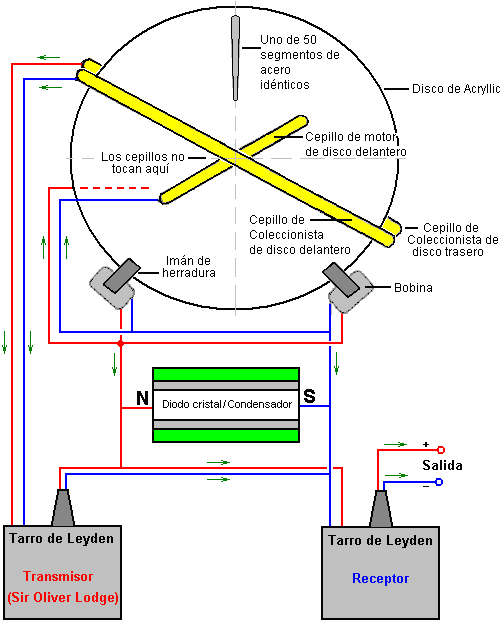 Uno de 50
segmentos de
acero
idénticos
Disco de Acryllic
Cepillo de motor
de disco delantero
Los cepillos no
tocan aquí
Cepillo de
Coleccionista
de disco delantero
Cepillo de
Coleccionista de
disco trasero
Imán de
herradura
Bobina
N
Diodo cristal/Condensador
S
+
Salida
–
Tarro de Leyden
Transmisor
(Sir Oliver Lodge)
Tarro de Leyden
Receptor